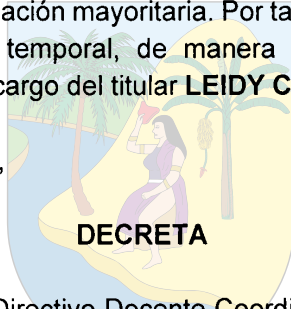 ación mayoritaria. Por ta
temporal, de manera
cargo del titular LEIDY C
,
DECRETA
Directivo Docente Coordi